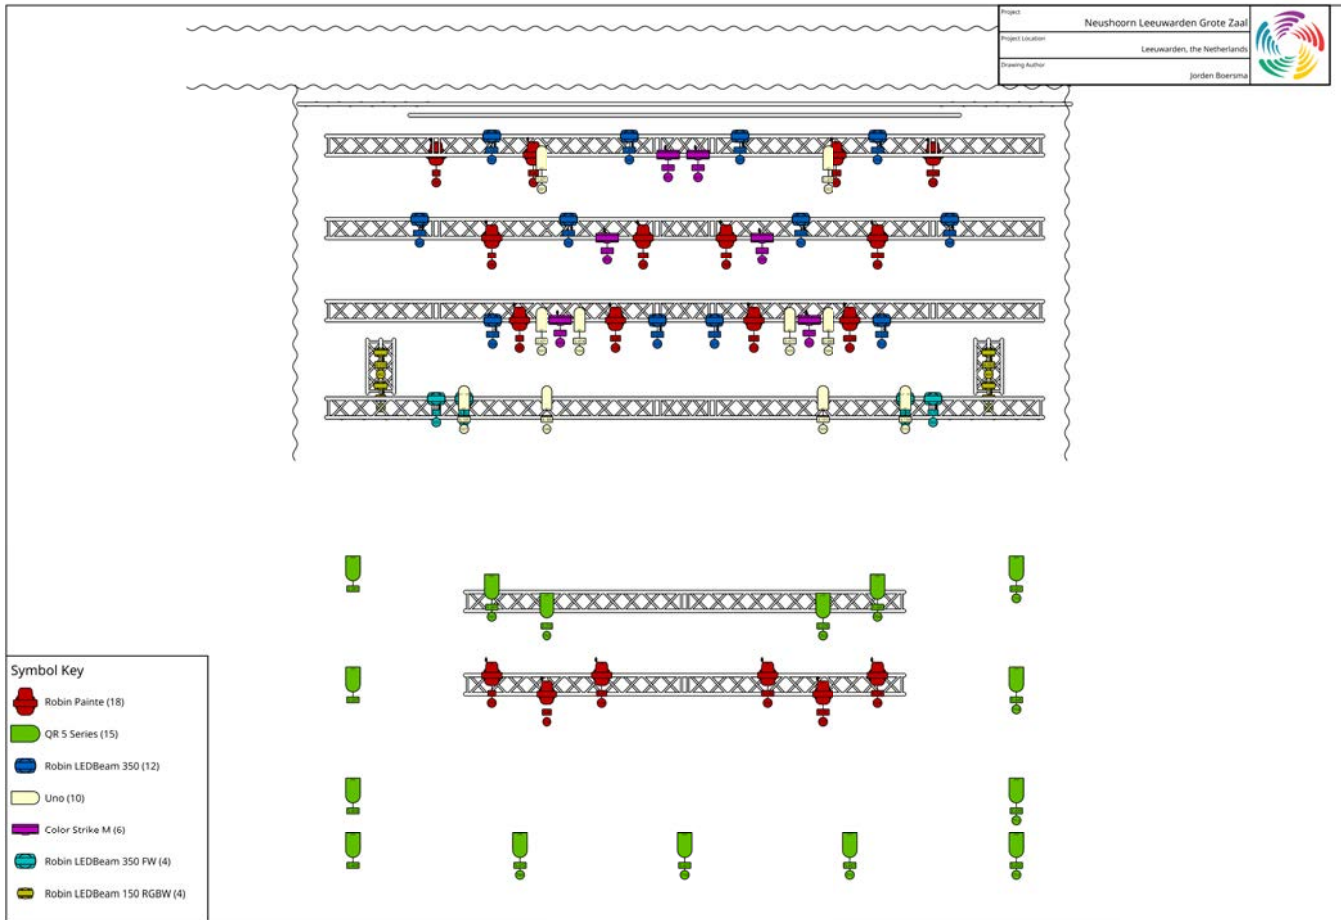 Project
Neushoorn Leeuwarden Grote Zaal
Project Location
Leeuwarden, the Netherlands
Drawing Author
Jorden Boersma
Symbol Key
Robin Painte (18)
QR 5 Series (15)
Robin LEDBeam 350 (12)
Uno (10)
Color Strike M (6)
Robin LEDBeam 350 FW (4)
Robin LEDBeam 150 RGBW (4)